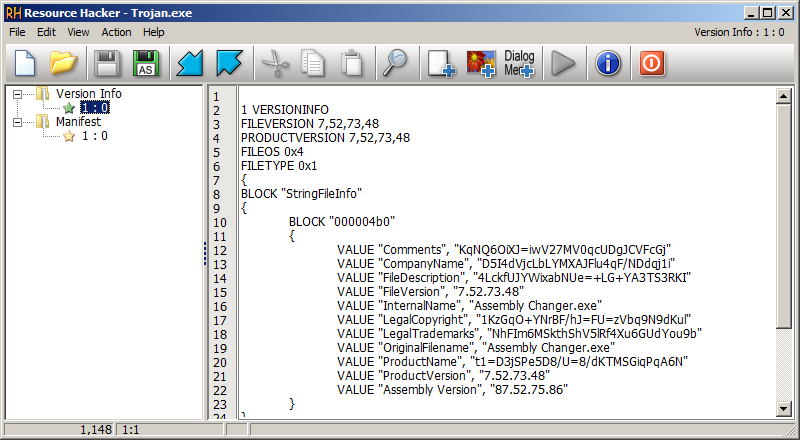 Resource Hacker - Trojan.exe
File Edit View Action Help
Version Info : 1 : 0
Dialog
Menu
Version Info
1 : 0
Manifest
1 : 0
1
2 1 VERSIONINFO
3 FILEVERSION 7,52,73,48
4 PRODUCTVERSION 7,52,73,48
5 FILEOS 0x4
6 FILETYPE 0x1
7 {
8 BLOCK "StringFileInfo"
9 {
10 BLOCK "000004b0"
11 {
12 VALUE "Comments", "KqNQ6OiXJ=iwV27MV0qcUDgJCVFcGj"
13 VALUE "CompanyName", "D5I4dVjcLbLYMXAJFlu4qF/NDdqj1i"
14 VALUE "FileDescription", "4LckfUJYWixabNUe=+LG+YA3TS3RKI"
15 VALUE "FileVersion", "7.52.73.48"
16 VALUE "InternalName", "Assembly Changer.exe"
17 VALUE "LegalCopyright", "1KzGqO+YNrBF/hJ=FU=zVbq9N9dKul"
18 VALUE "LegalTrademarks", "NhFIm6MSkthShV5lRf4Xu6GUdYou9b"
19 VALUE "OriginalFilename", "Assembly Changer.exe"
20 VALUE "ProductName", "t1=D3jSPe5D8/U=8/dKTMSGiqPqA6N"
21 VALUE "ProductVersion", "7.52.73.48"
22 VALUE "Assembly Version", "87.52.75.86"
23 }
24 }
1,148 1:1